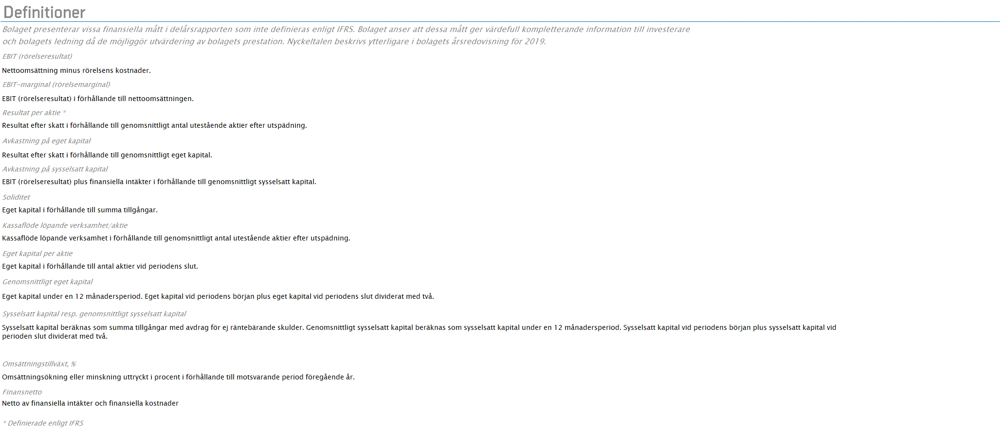 Definitioner
Bolaget presenterar vissa finansiella mått i delårsrapporten som inte definieras enligt IFRS. Bolaget anser att dessa mått ger värdefull kompletterande information till investerare
och bolagets ledning då de möjliggör utvärdering av bolagets prestation. Nyckeltalen beskrivs ytterligare i bolagets årsredovisning för 2019.
EBIT (rörelseresultat)
Nettoomsättning minus rörelsens kostnader.
EBIT-marginal (rörelsemarginal)
EBIT (rörelseresultat) i förhållande till nettoomsättningen.
Resultat per aktie *
Resultat efter skatt i förhållande till genomsnittligt antal utestående aktier efter utspädning.
Avkastning på eget kapital
Resultat efter skatt i förhållande till genomsnittligt eget kapital.
Avkastning på sysselsatt kapital
EBIT (rörelseresultat) plus finansiella intäkter i förhållande till genomsnittligt sysselsatt kapital.
Soliditet
Eget kapital i förhållande till summa tillgångar.
Kassaflöde löpande verksamhet/aktie
Kassaflöde löpande verksamhet i förhållande till genomsnittligt antal utestående aktier efter utspädning.
Eget kapital per aktie
Eget kapital i förhållande till antal aktier vid periodens slut.
Genomsnittligt eget kapital
Eget kapital under en 12 månadersperiod. Eget kapital vid periodens början plus eget kapital vid periodens slut dividerat med två.
Sysselsatt kapital resp. genomsnittligt sysselsatt kapital
Sysselsatt kapital beräknas som summa tillgångar med avdrag för ej räntebärande skulder. Genomsnittligt sysselsatt kapital beräknas som sysselsatt kapital under en 12 månadersperiod. Sysselsatt kapital vid periodens början plus sysselsatt kapital vid
perioden slut dividerat med två.
Omsättningstillväxt, %
Omsättningsökning eller minskning uttryckt i procent i förhållande till motsvarande period föregående år.
Finansnetto
Netto av finansiella intäkter och finansiella kostnader
* Definierade enligt IFRS